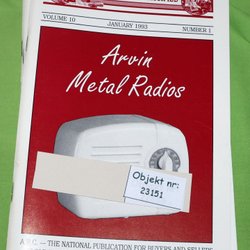 VOLUME 10 JANUARY 1993 NUMBER 1
Arvin
Metal Radios
Objekt nr:
23151
A.R.C. — THE NATIONAL PUBLICATION FOR BUYERS AND SELLERS